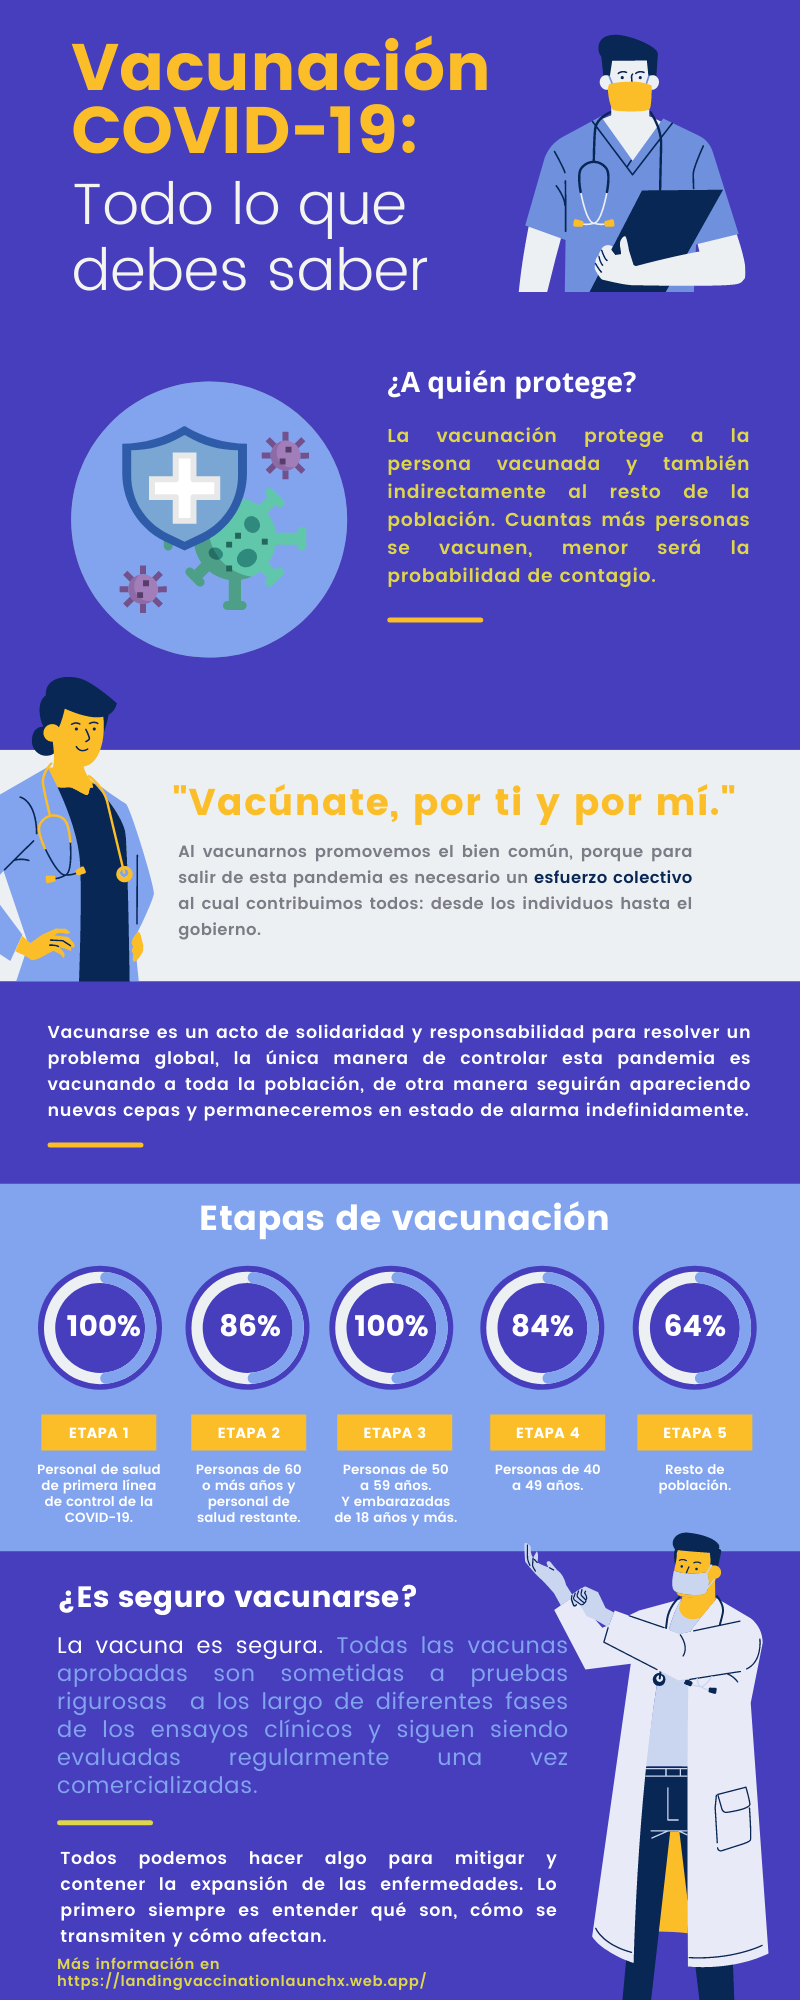 Vacunación
COVID-19:
Todo lo que
debes saber
¿A quién protege?
La vacunación protege a la
persona vacunada y también
indirectamente al resto de la
población. Cuantas más personas
se vacunen, menor será la
probabilidad de contagio.
"Vacúnate, por ti y por mí."
Al vacunarnos promovemos el bien común, porque para
salir de esta pandemia es necesario un esfuerzo colectivo
al cual contribuimos todos: desde los individuos hasta el
gobierno.
Vacunarse es un acto de solidaridad y responsabilidad para resolver un
problema global, la única manera de controlar esta pandemia es
vacunando a toda la población, de otra manera seguirán apareciendo
nuevas cepas y permaneceremos en estado de alarma indefinidamente.
Etapas de vacunación
100%
86%
100%
84%
64%
ETAPA 1
ETAPA 2
ETAPA 3
ETAPA 4
ETAPA 5
Personal de salud
de primera línea
de control de la
COVID-19.
Personas de 60
o más años y
personal de
salud restante.
Personas de 50
a 59 años.
Y embarazadas
de 18 años y más.
Personas de 40
a 49 años.
Resto de
población.
¿Es seguro vacunarse?
La vacuna es segura. Todas las vacunas
aprobadas son sometidas a pruebas
rigurosas a los largo de diferentes fases
de los ensayos clínicos y siguen siendo
evaluadas regularmente una vez
comercializadas.
Todos podemos hacer algo para mitigar y
contener la expansión de las enfermedades. Lo
primero siempre es entender qué son, cómo se
transmiten y cómo afectan.
Más información en
https://landingvaccinationlaunchx.web.app/